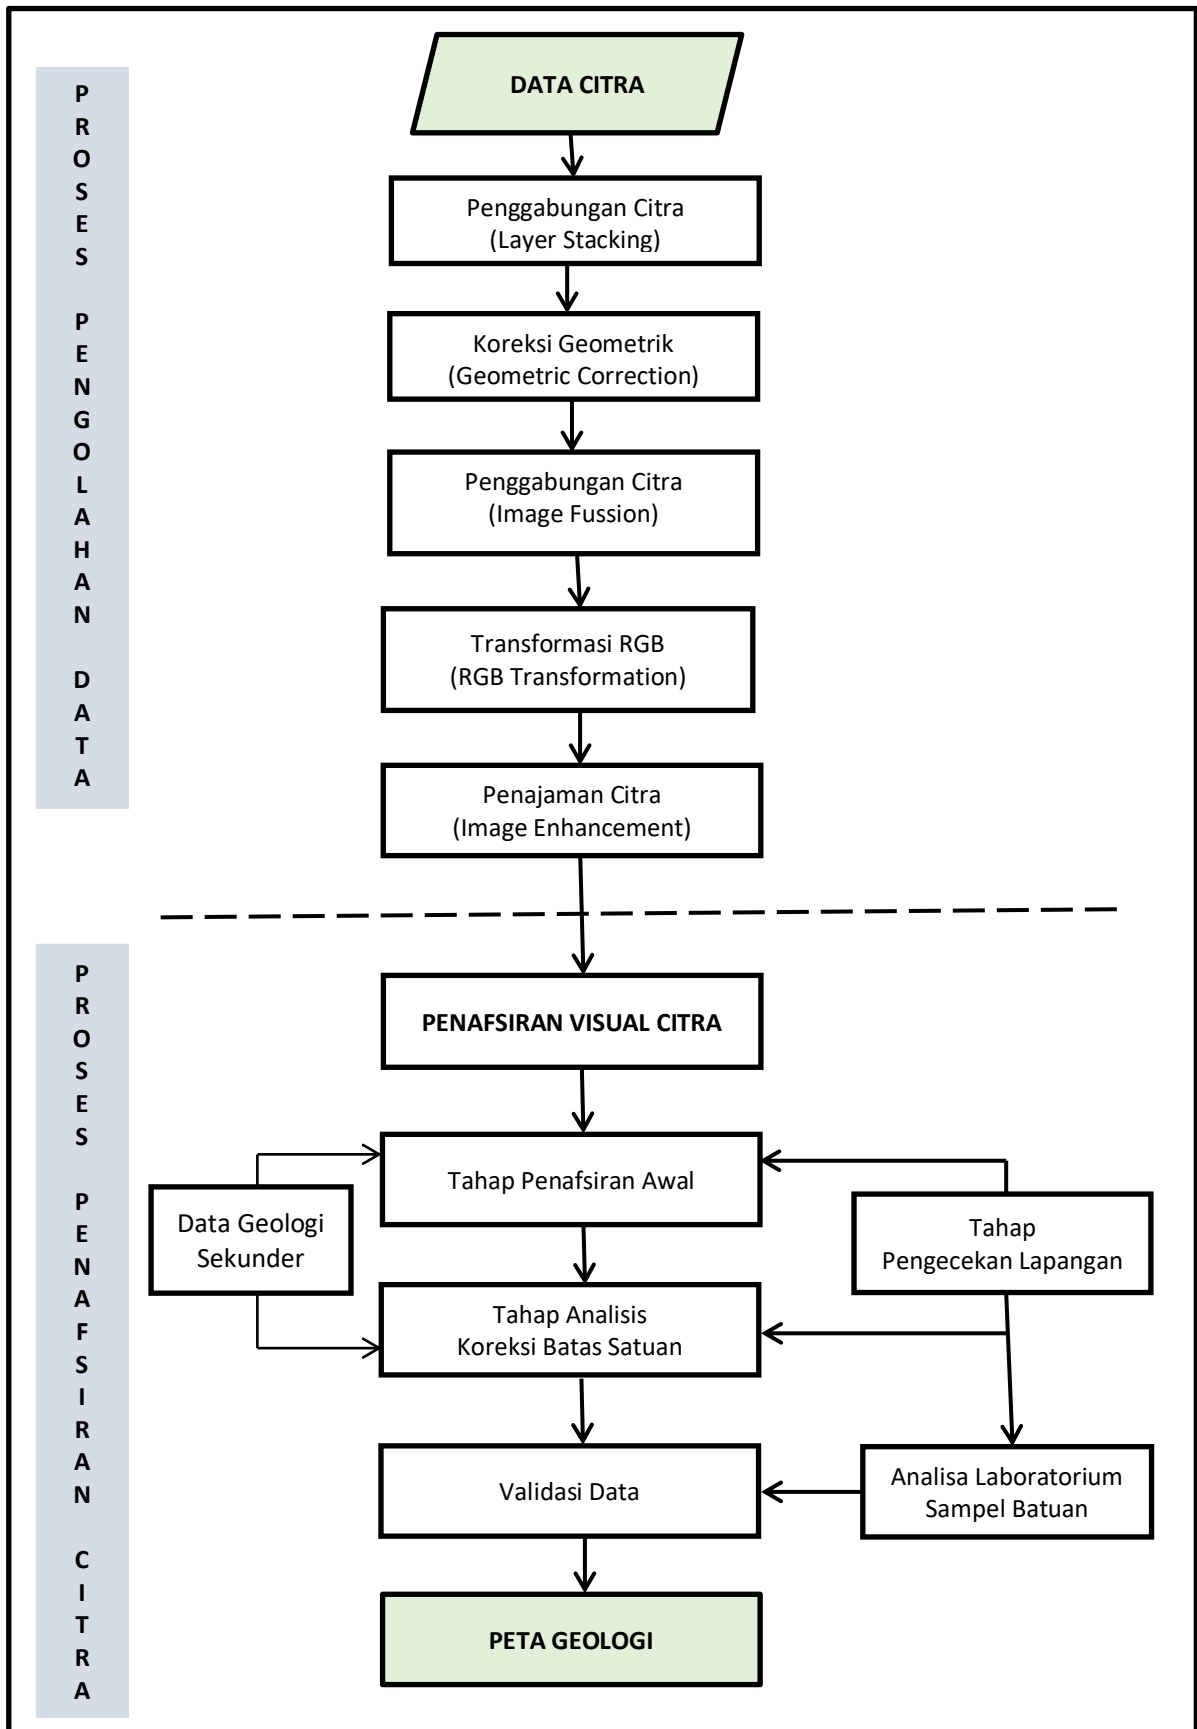 PROSES PENGOLAHAN DATA
DATA CITRA
Penggabungan Citra
(Layer Stacking)
Koreksi Geometrik
(Geometric Correction)
Penggabungan Citra
(Image Fussion)
Transformasi RGB
(RGB Transformation)
Penajaman Citra
(Image Enhancement)
PROSES PENAFSIRAN CITRA
PENAFSIRAN VISUAL CITRA
Tahap Penafsiran Awal
Data Geologi
Sekunder
Tahap
Pengecekan Lapangan
Tahap Analisis
Koreksi Batas Satuan
Validasi Data
Analisa Laboratorium
Sampel Batuan
PETA GEOLOGI